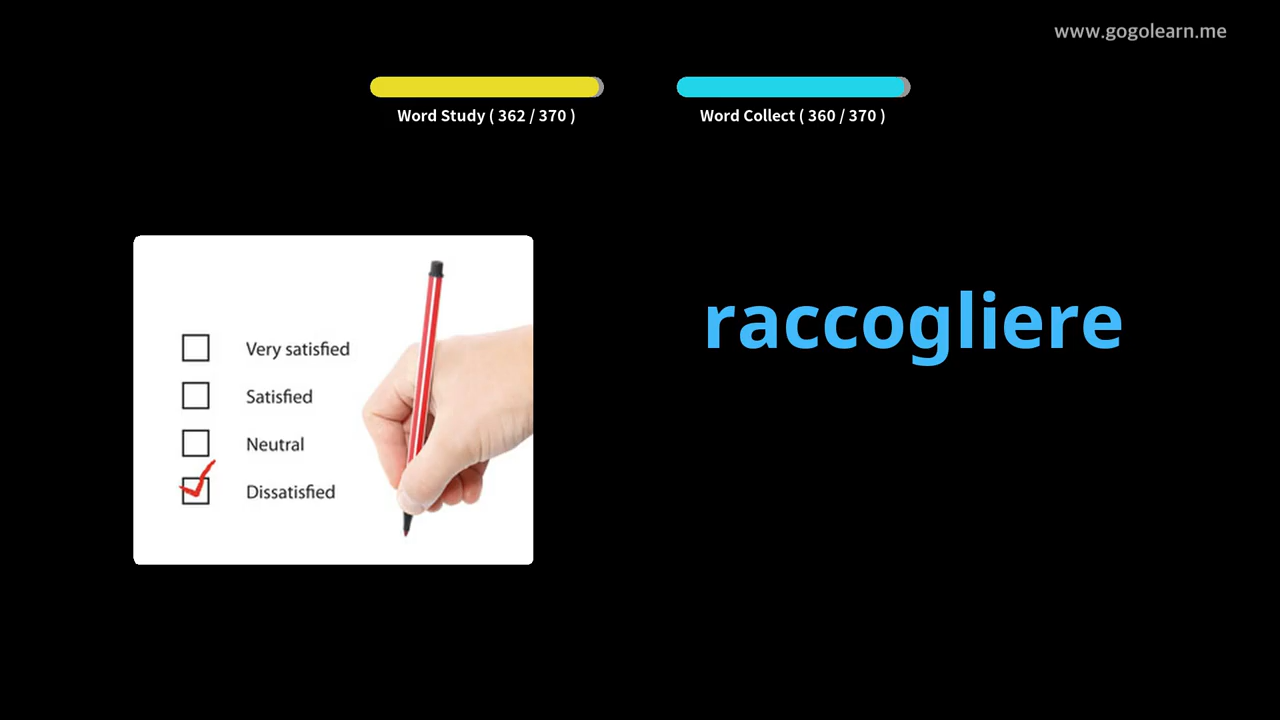 www.gogolearn.me
Word Study ( 362 / 370 )
Word Collect ( 360 / 370 )
raccogliere
Very satisfied
Satisfied
Neutral
Dissatisfied